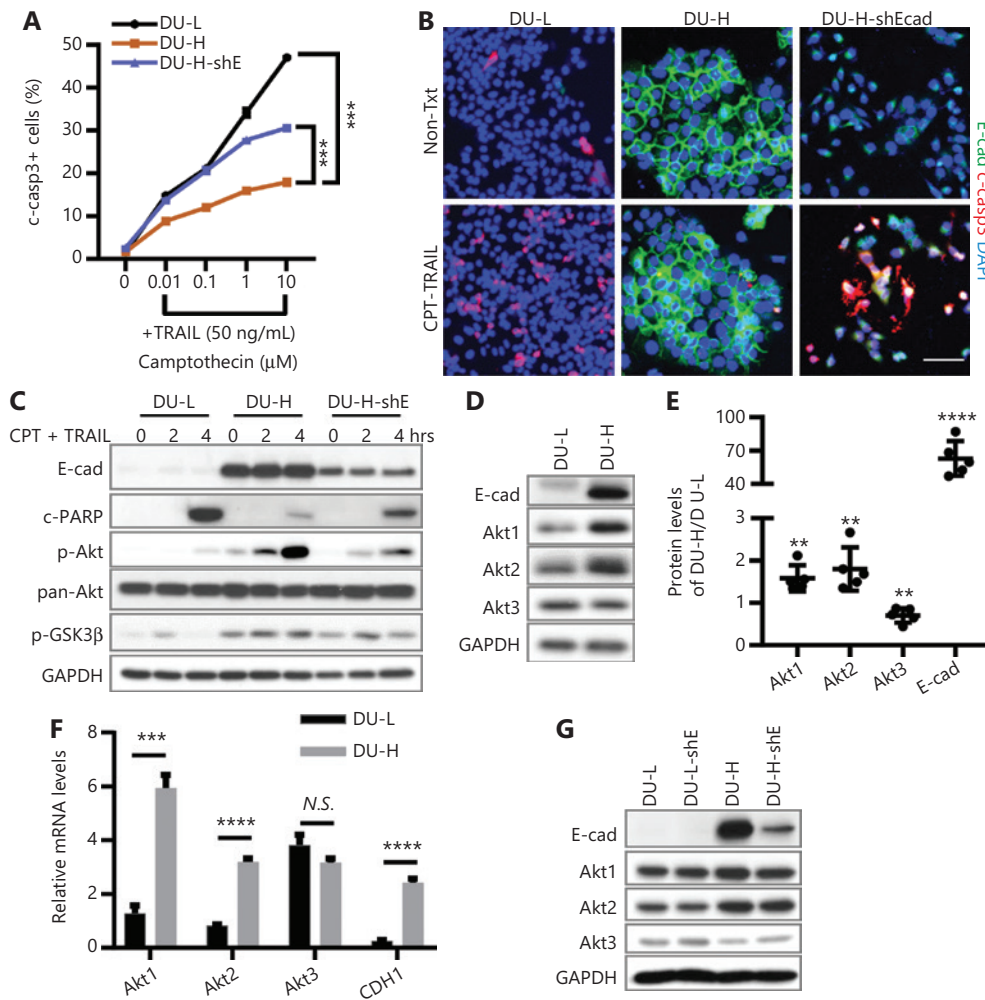 A
DU-L
DU-H
DU-H-shE
c-casp3+ cells (%)
50
40
30
20
10
0
***
***
0 0.01 0.1 1 10
+TRAIL (50 ng/mL)
Camptothecin (μM)
B
DU-L DU-H DU-H-shEcad
Non-Txt
CPT-TRAIL
E-cad c-casp3 DAPI
C
DU-L DU-H DU-H-shE
CPT + TRAIL 0 2 4 0 2 4 0 2 4 hrs
E-cad
c-PARP
p-Akt
pan-Akt
p-GSK3β
GAPDH
D
DU-L DU-H
E-cad
Akt1
Akt2
Akt3
GAPDH
E
Protein levels
of DU-H/D U-L
100
70
40
3
2
1
0
**
**
**
****
Akt1 Akt2 Akt3 E-cad
F
DU-L
DU-H
Relative mRNA levels
8
6
4
2
0
***
****
N.S.
****
Akt1 Akt2 Akt3 CDH1
G
DU-L DU-L-shE DU-H DU-H-shE
E-cad
Akt1
Akt2
Akt3
GAPDH